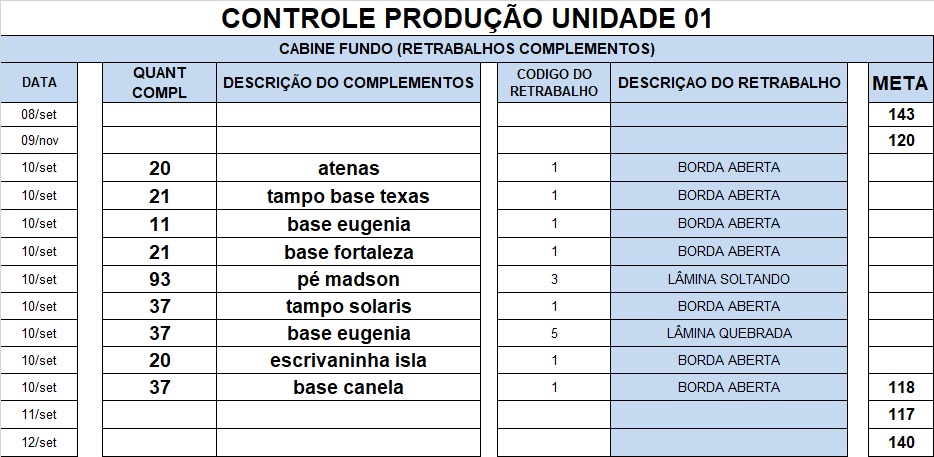 CONTROLE PRODUÇÃO UNIDADE 01
CABINE FUNDO (RETRABALHOS COMPLEMENTOS)
DATA QUANT COMPL DESCRIÇÃO DO COMPLEMENTOS CODIGO DO RETRABALHO DESCRIÇAO DO RETRABALHO META
08/set 143
09/nov 120
10/set 20 atenas 1 BORDA ABERTA
10/set 21 tampo base texas 1 BORDA ABERTA
10/set 11 base eugenia 1 BORDA ABERTA
10/set 21 base fortaleza 1 BORDA ABERTA
10/set 93 pé madson 3 LÂMINA SOLTANDO
10/set 37 tampo solaris 1 BORDA ABERTA
10/set 37 base eugenia 5 LÂMINA QUEBRADA
10/set 20 escrivaninha isla 1 BORDA ABERTA
10/set 37 base canela 1 BORDA ABERTA 118
11/set 117
12/set 140